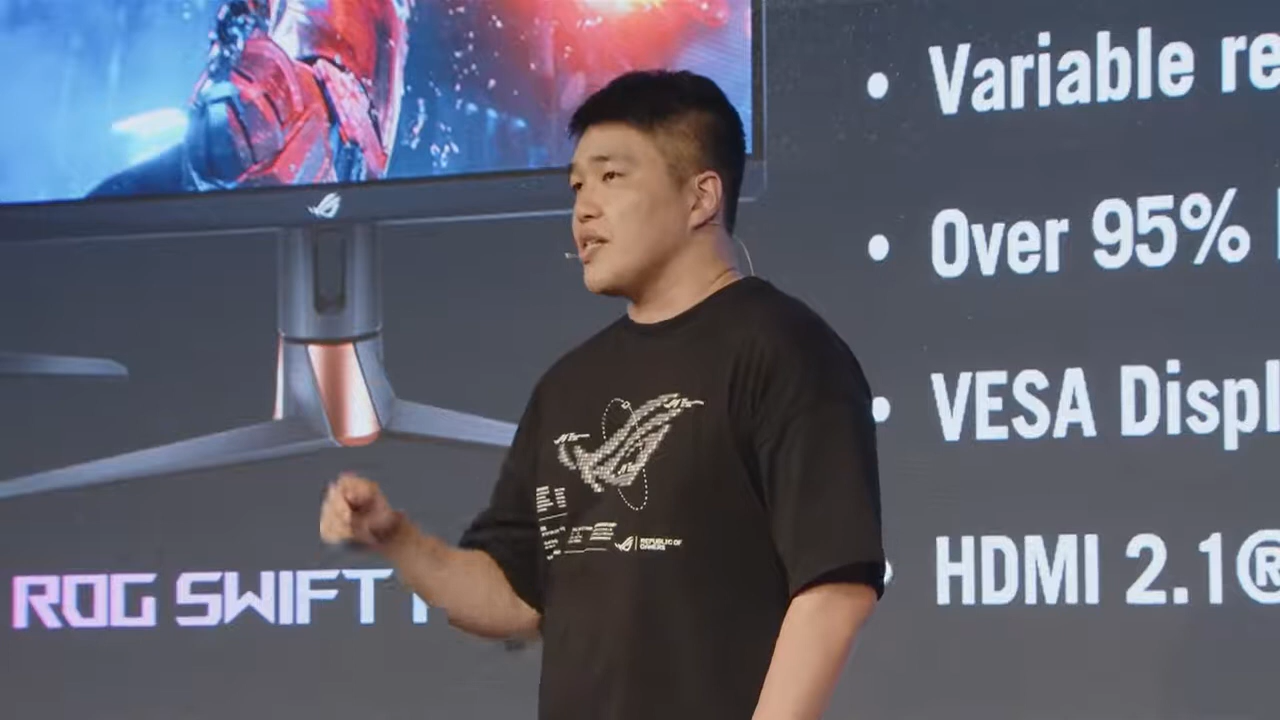 Variable re
Over 95%
VESA Displ
HDMI 2.1®
ROG SWIFT
REPUBLIC OF
GAMERS